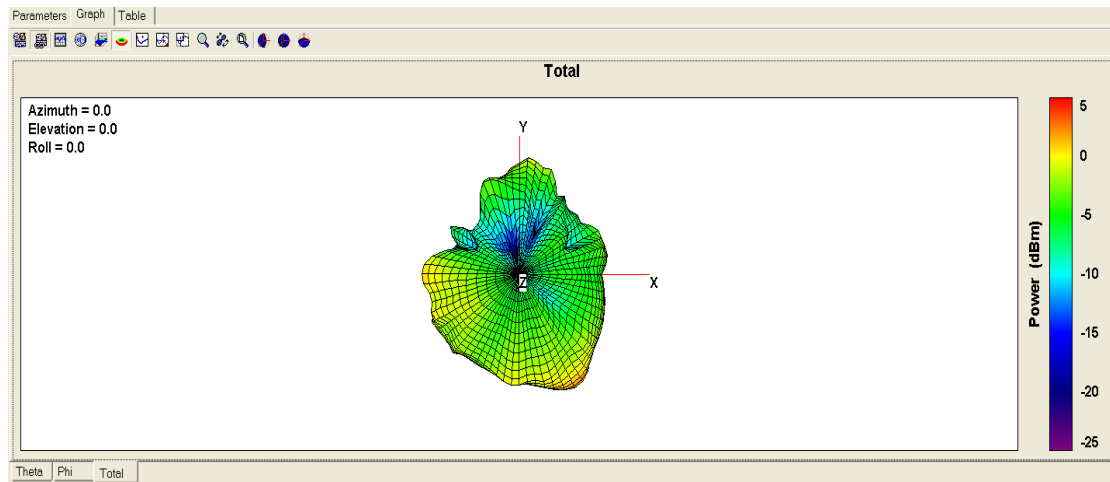 Parameters Graph Table
Total
Azimuth = 0.0
Elevation = 0.0
Roll = 0.0
Y
X
Z
5
0
-5
-10
-15
-20
-25
Power (dBm)
Theta Phi Total